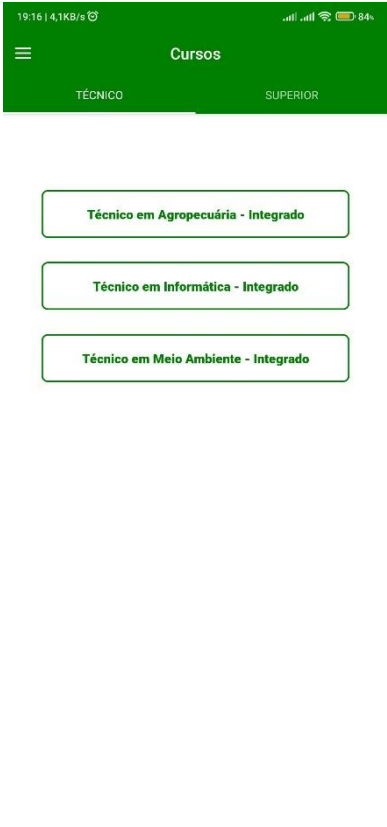 19:16 | 4,1KB/s 84%
Cursos
TÉCNICO SUPERIOR
Técnico em Agropecuária - Integrado
Técnico em Informática - Integrado
Técnico em Meio Ambiente - Integrado